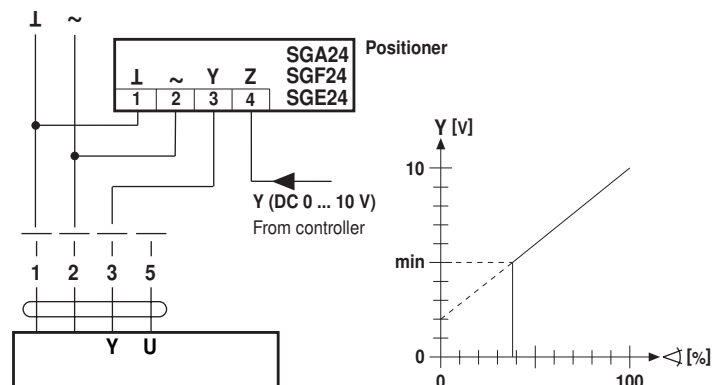 ⊥ ~
SGA24
SGF24
SGE24
Positioner
⊥ ~ Y Z
1 2 3 4
Y (DC 0 ... 10 V)
From controller
1 2 3 5
Y U
Y [V]
10
min
0
0 100
∢ [%]